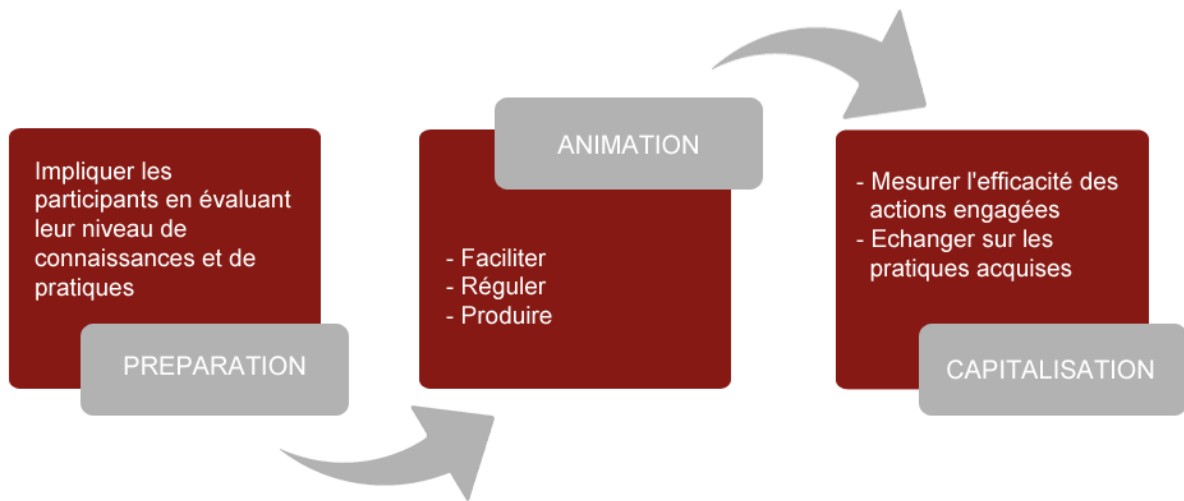 Impliquer les
participants en évaluant
leur niveau de
connaissances et de
pratiques
PREPARATION
ANIMATION
- Faciliter
- Réguler
- Produire
- Mesurer l'efficacité des
actions engagées
- Echanger sur les
pratiques acquises
CAPITALISATION